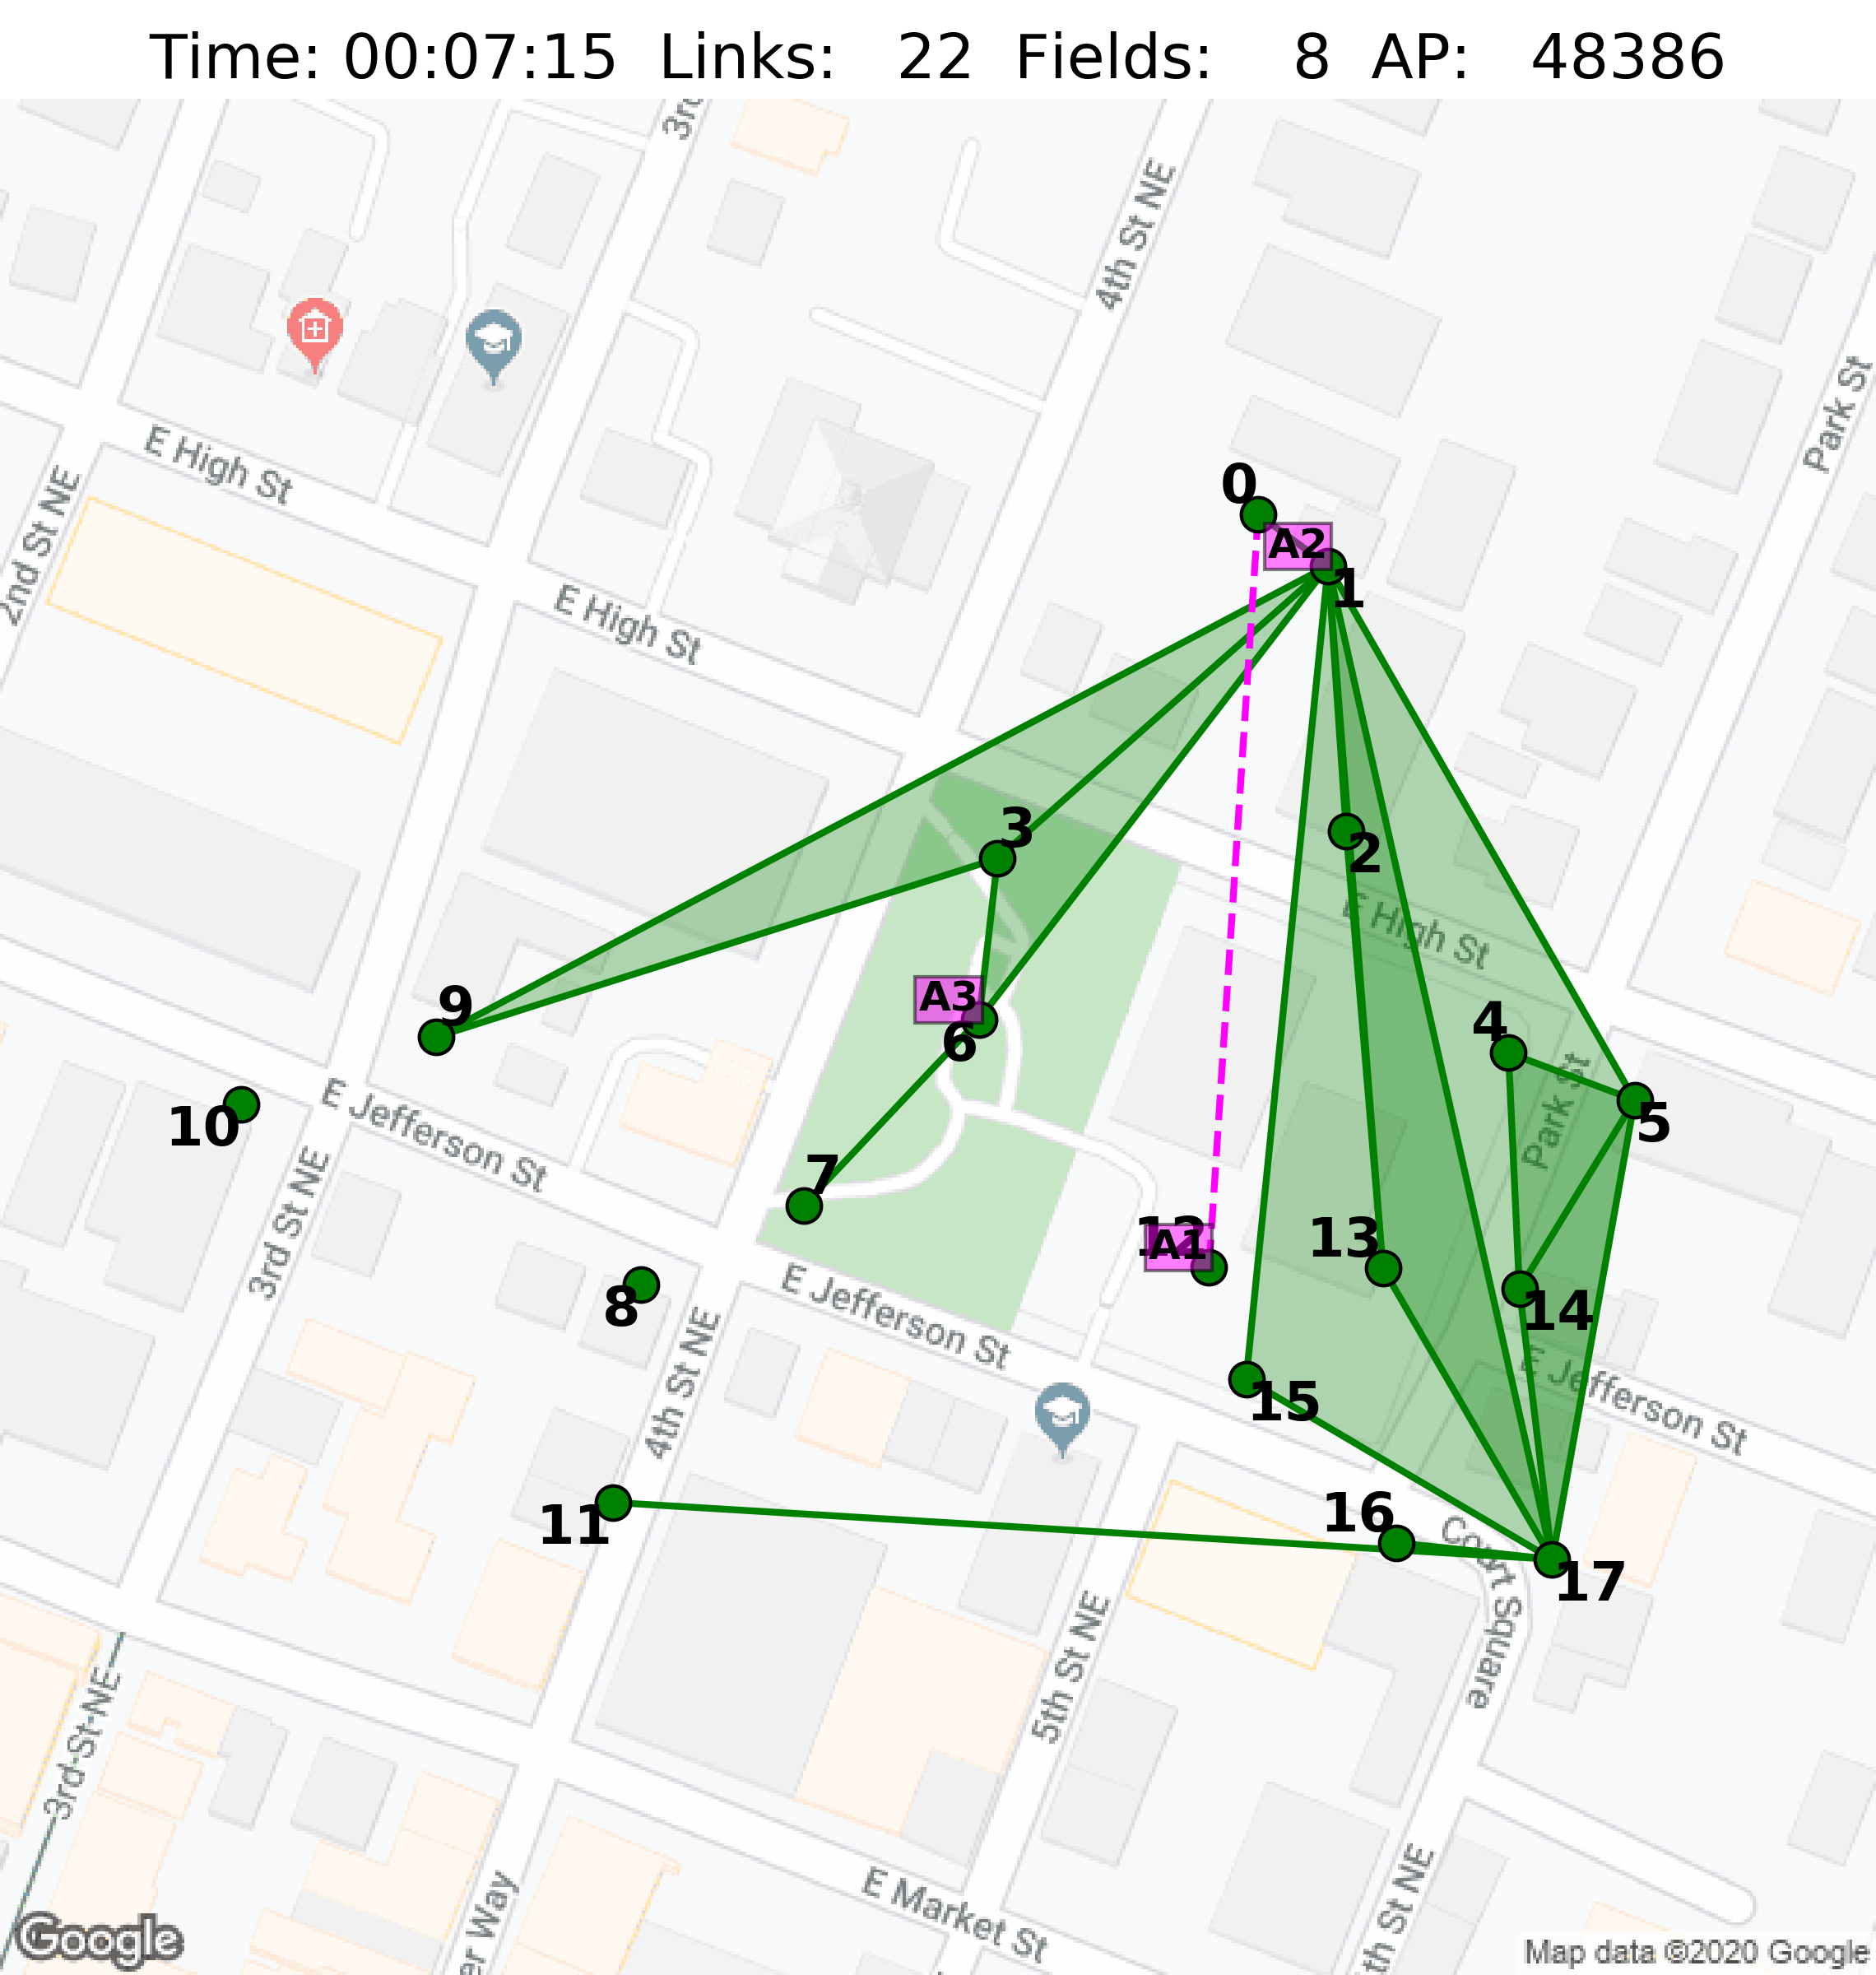 Time: 00:07:15 Links: 22 Fields: 8 AP: 48386
3rd
4th St NE
Park St
E High St
2nd St NE
0
A2
1
E High St
3
2
E High St
9
A3
6
4
5
10
E Jefferson St
Park St
7
3rd St NE
A1
13
14
8
E Jefferson St
4th St NE
E Jefferson St
15
11
16
17
Court Square
5th St NE
3rd St NE
E Market St
er Way
th St NE
Google
Map data ©2020 Google